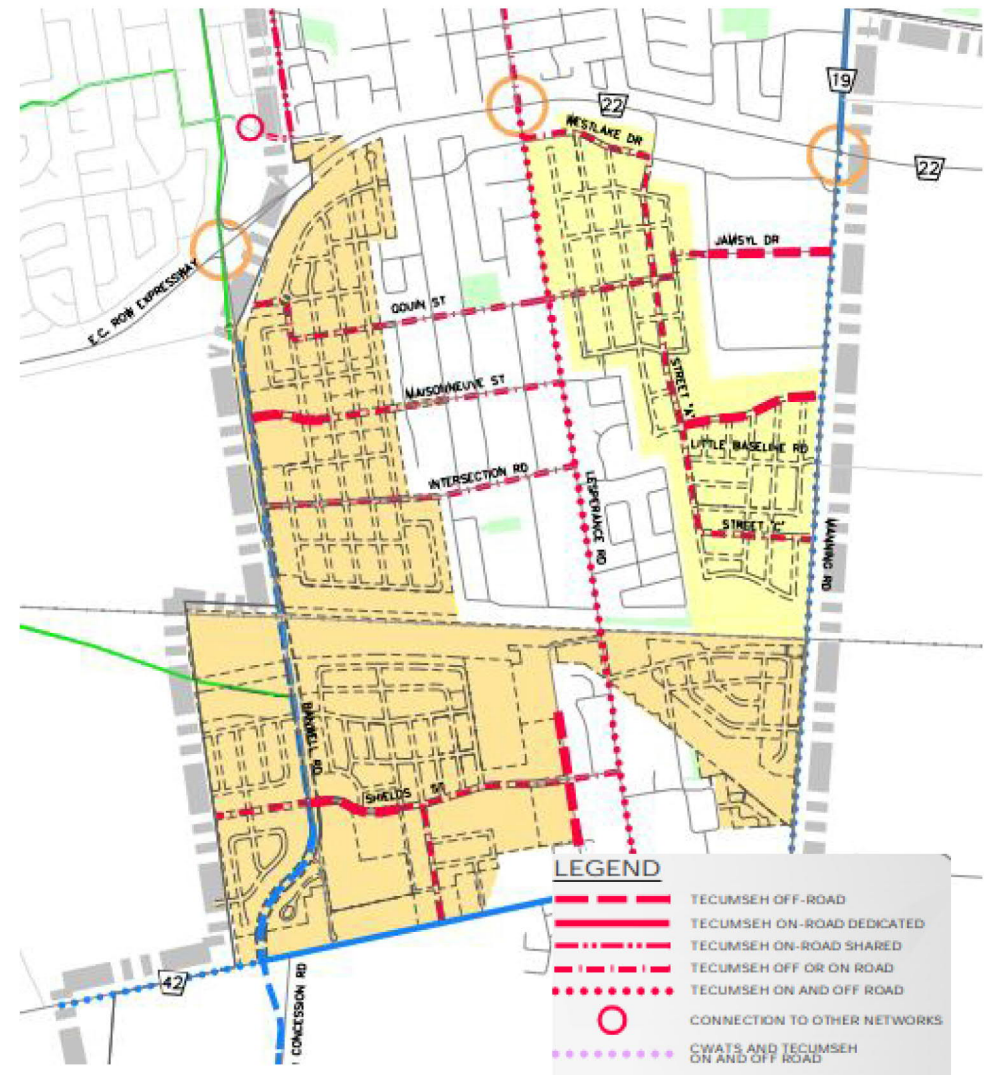 19
22
WESTLAKE DR
22
JAMSYL DR
E.C. ROW EXPRESSWAY
GOUIN ST
STREET 'A'
MAISONNEUVE ST
LITTLE BASELINE RD
INTERSECTION RD
LESPERANCE RD
STREET 'C'
MANNING RD
BANWELL RD
SHIELDS ST
42
CONCESSION RD
LEGEND
TECUMSEH OFF-ROAD
TECUMSEH ON-ROAD DEDICATED
TECUMSEH ON-ROAD SHARED
TECUMSEH OFF OR ON ROAD
TECUMSEH ON AND OFF ROAD
CONNECTION TO OTHER NETWORKS
CWATS AND TECUMSEH
ON AND OFF ROAD